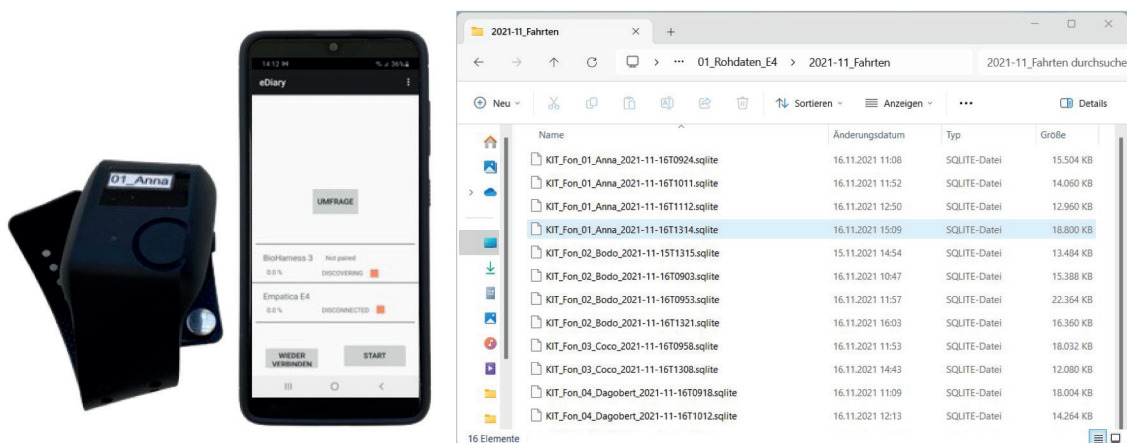 01_Anna
14:12
36%
eDiary
UMFRAGE
BioHarness 3 Not paired
0.0 % DISCOVERING
Empatica E4
0.0 % DISCONNECTED
WIEDER VERBINDEN
START
2021-11_Fahrten
01_Rohdaten_E4 > 2021-11_Fahrten
2021-11_Fahrten durchsuche
Neu
Sortieren
Anzeigen
Details
Name Änderungsdatum Typ Größe
KIT_Fon_01_Anna_2021-11-16T0924.sqlite 16.11.2021 11:08 SQLITE-Datei 15.504 KB
KIT_Fon_01_Anna_2021-11-16T1011.sqlite 16.11.2021 11:52 SQLITE-Datei 14.060 KB
KIT_Fon_01_Anna_2021-11-16T1112.sqlite 16.11.2021 12:50 SQLITE-Datei 12.960 KB
KIT_Fon_01_Anna_2021-11-16T1314.sqlite 16.11.2021 15:09 SQLITE-Datei 18.800 KB
KIT_Fon_02_Bodo_2021-11-15T1315.sqlite 15.11.2021 14:54 SQLITE-Datei 13.484 KB
KIT_Fon_02_Bodo_2021-11-16T0903.sqlite 16.11.2021 10:47 SQLITE-Datei 15.388 KB
KIT_Fon_02_Bodo_2021-11-16T0953.sqlite 16.11.2021 11:57 SQLITE-Datei 22.364 KB
KIT_Fon_02_Bodo_2021-11-16T1321.sqlite 16.11.2021 16:03 SQLITE-Datei 16.360 KB
KIT_Fon_03_Coco_2021-11-16T0958.sqlite 16.11.2021 11:53 SQLITE-Datei 18.032 KB
KIT_Fon_03_Coco_2021-11-16T1308.sqlite 16.11.2021 14:43 SQLITE-Datei 12.080 KB
KIT_Fon_04_Dagobert_2021-11-16T0918.sqlite 16.11.2021 11:09 SQLITE-Datei 18.004 KB
KIT_Fon_04_Dagobert_2021-11-16T1012.sqlite 16.11.2021 12:13 SQLITE-Datei 14.264 KB
16 Elemente